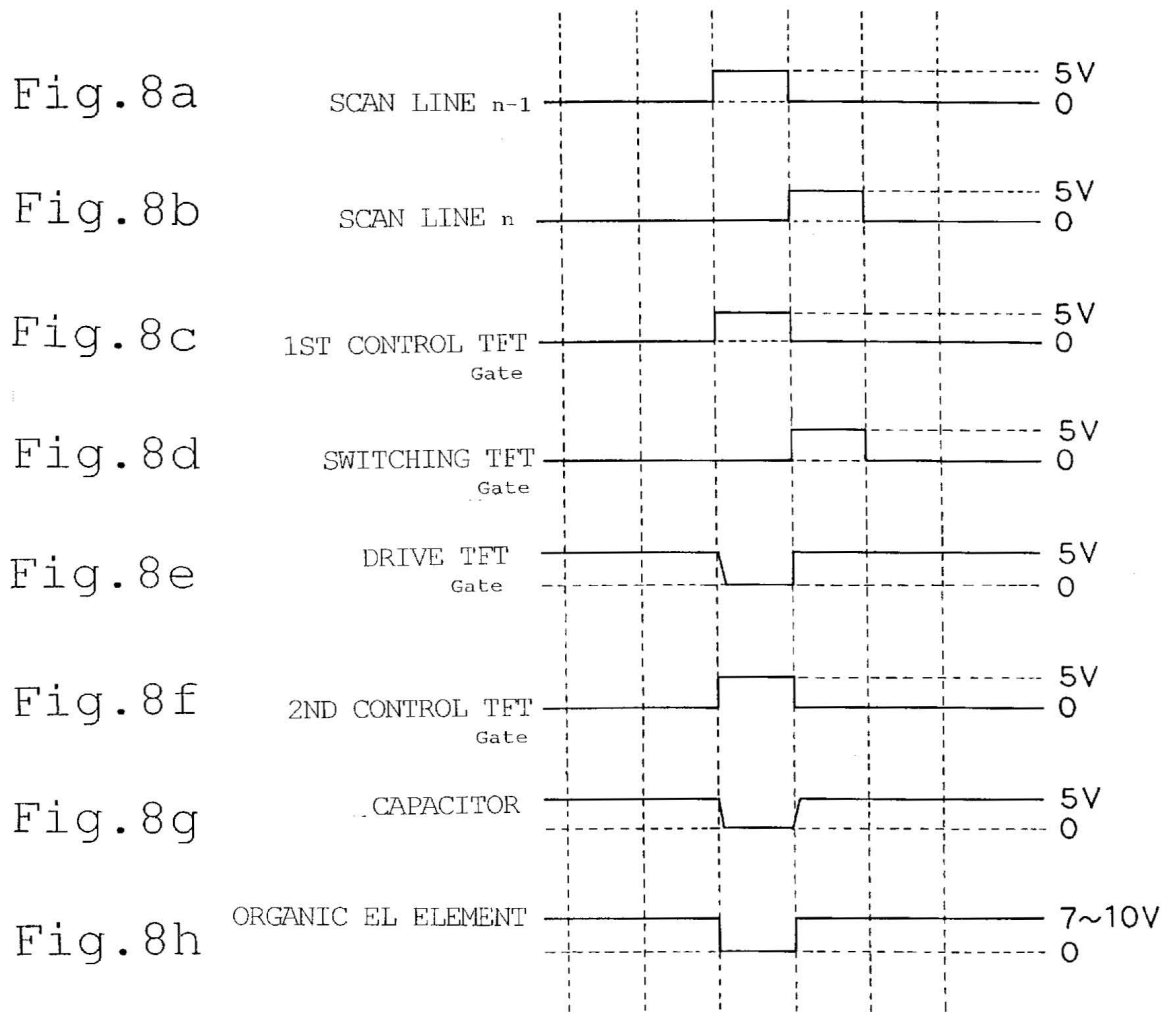 Fig.8a
SCAN LINE n-1
5V
0
Fig.8b
SCAN LINE n
5V
0
Fig.8c
1ST CONTROL TFT
Gate
5V
0
Fig.8d
SWITCHING TFT
Gate
5V
0
Fig.8e
DRIVE TFT
Gate
5V
0
Fig.8f
2ND CONTROL TFT
Gate
5V
0
Fig.8g
CAPACITOR
5V
0
Fig.8h
ORGANIC EL ELEMENT
7~10V
0